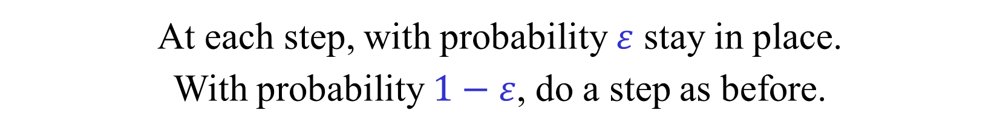 At each step, with probability ε stay in place.
With probability 1 − ε, do a step as before.